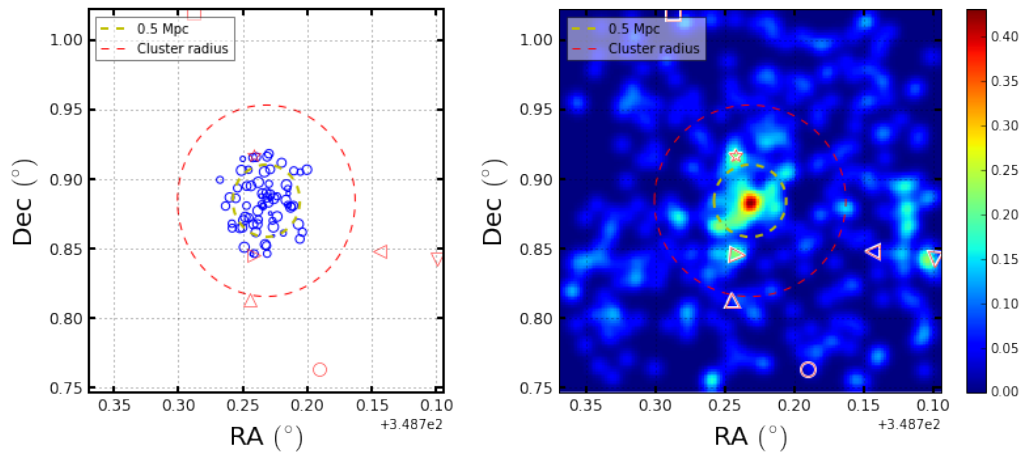 0.5 Mpc
Cluster radius
1.00
0.95
0.90
0.85
0.80
0.75
Dec (°)
0.35 0.30 0.25 0.20 0.15 0.10
+3.487e2
RA (°)
0.5 Mpc
Cluster radius
1.00
0.95
0.90
0.85
0.80
0.75
Dec (°)
0.35 0.30 0.25 0.20 0.15 0.10
+3.487e2
RA (°)
0.40
0.35
0.30
0.25
0.20
0.15
0.10
0.05
0.00